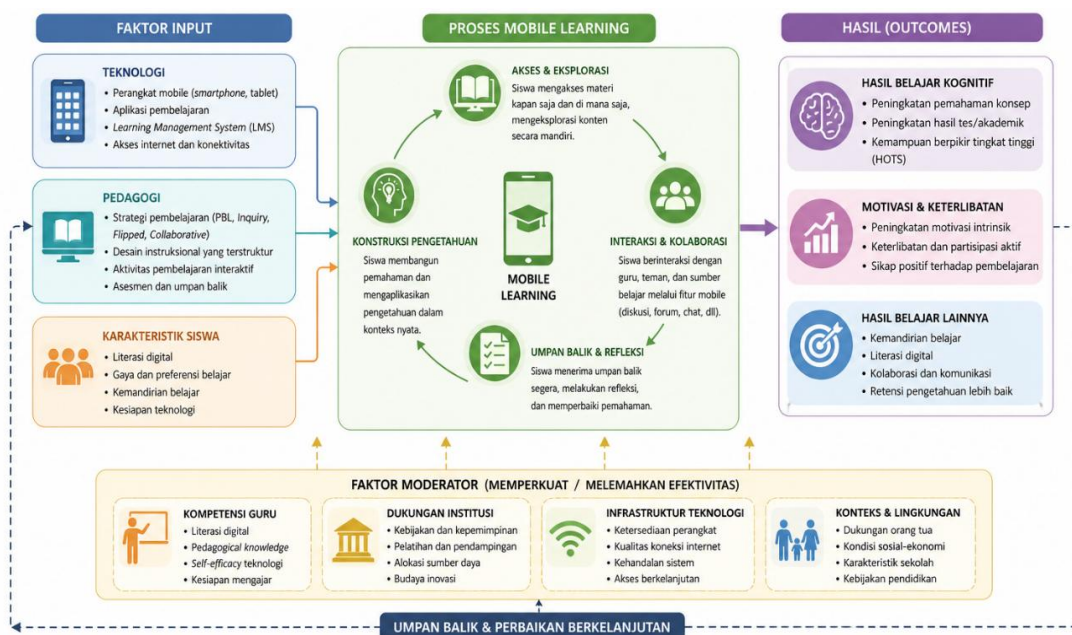 FAKTOR INPUT
TEKNOLOGI
• Perangkat mobile (smartphone, tablet)
• Aplikasi pembelajaran
• Learning Management System (LMS)
• Akses internet dan konektivitas
PEDAGOGI
• Strategi pembelajaran (PBL, Inquiry,
Flipped, Collaborative)
• Desain instruksional yang terstruktur
• Aktivitas pembelajaran interaktif
• Asesmen dan umpan balik
KARAKTERISTIK SISWA
• Literasi digital
• Gaya dan preferensi belajar
• Kemandirian belajar
• Kesiapan teknologi
PROSES MOBILE LEARNING
AKSES & EKSPLORASI
Siswa mengakses materi
kapan saja dan di mana saja,
mengeksplorasi konten
secara mandiri.
INTERAKSI & KOLABORASI
Siswa berinteraksi dengan
guru, teman, dan sumber
belajar melalui fitur mobile
(diskusi, forum, chat, dll).
UMPAN BALIK & REFLEKSI
Siswa menerima umpan balik
segera, melakukan refleksi,
dan memperbaiki pemahaman.
KONSTRUKSI PENGETAHUAN
Siswa membangun
pemahaman dan
mengaplikasikan
pengetahuan dalam
konteks nyata.
MOBILE
LEARNING
HASIL (OUTCOMES)
HASIL BELAJAR KOGNITIF
• Peningkatan pemahaman konsep
• Peningkatan hasil tes/akademik
• Kemampuan berpikir tingkat tinggi
(HOTS)
MOTIVASI & KETERLIBATAN
• Peningkatan motivasi intrinsik
• Keterlibatan dan partisipasi aktif
• Sikap positif terhadap pembelajaran
HASIL BELAJAR LAINNYA
• Kemandirian belajar
• Literasi digital
• Kolaborasi dan komunikasi
• Retensi pengetahuan lebih baik
FAKTOR MODERATOR (MEMPERKUAT / MELEMAHKAN EFEKTIVITAS)
KOMPETENSI GURU
• Literasi digital
• Pedagogical knowledge
• Self-efficacy teknologi
• Kesiapan mengajar
DUKUNGAN INSTITUSI
• Kebijakan dan kepemimpinan
• Pelatihan dan pendampingan
• Alokasi sumber daya
• Budaya inovasi
INFRASTRUKTUR TEKNOLOGI
• Ketersediaan perangkat
• Kualitas koneksi internet
• Kehandalan sistem
• Akses berkelanjutan
KONTEKS & LINGKUNGAN
• Dukungan orang tua
• Kondisi sosial-ekonomi
• Karakteristik sekolah
• Kebijakan pendidikan
UMPAN BALIK & PERBAIKAN BERKELANJUTAN